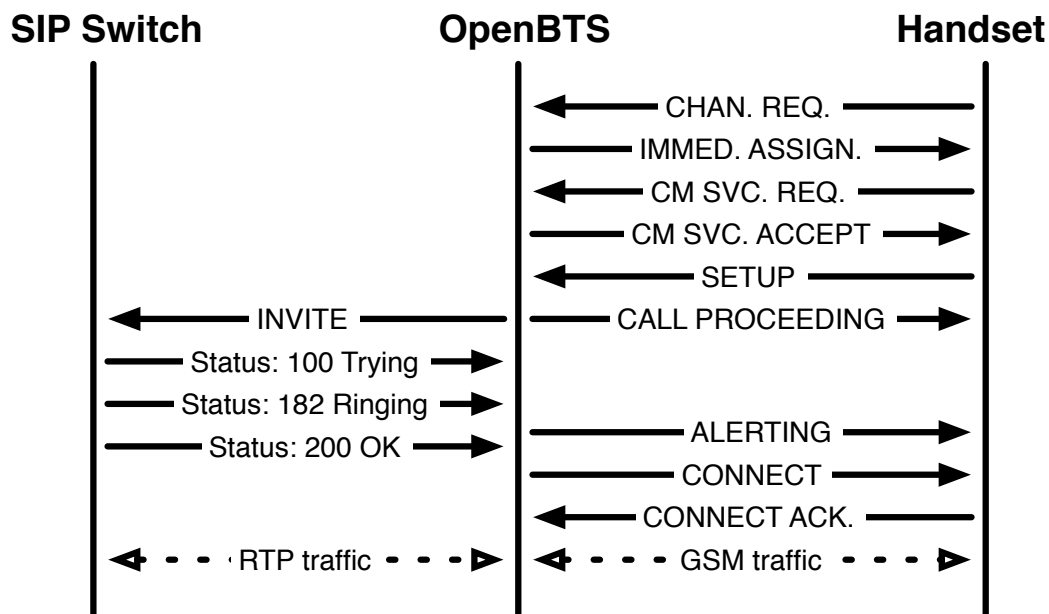 SIP Switch OpenBTS Handset
CHAN. REQ.
IMMED. ASSIGN.
CM SVC. REQ.
CM SVC. ACCEPT
SETUP
INVITE CALL PROCEEDING
Status: 100 Trying
Status: 182 Ringing
Status: 200 OK ALERTING
CONNECT
CONNECT ACK.
RTP traffic GSM traffic